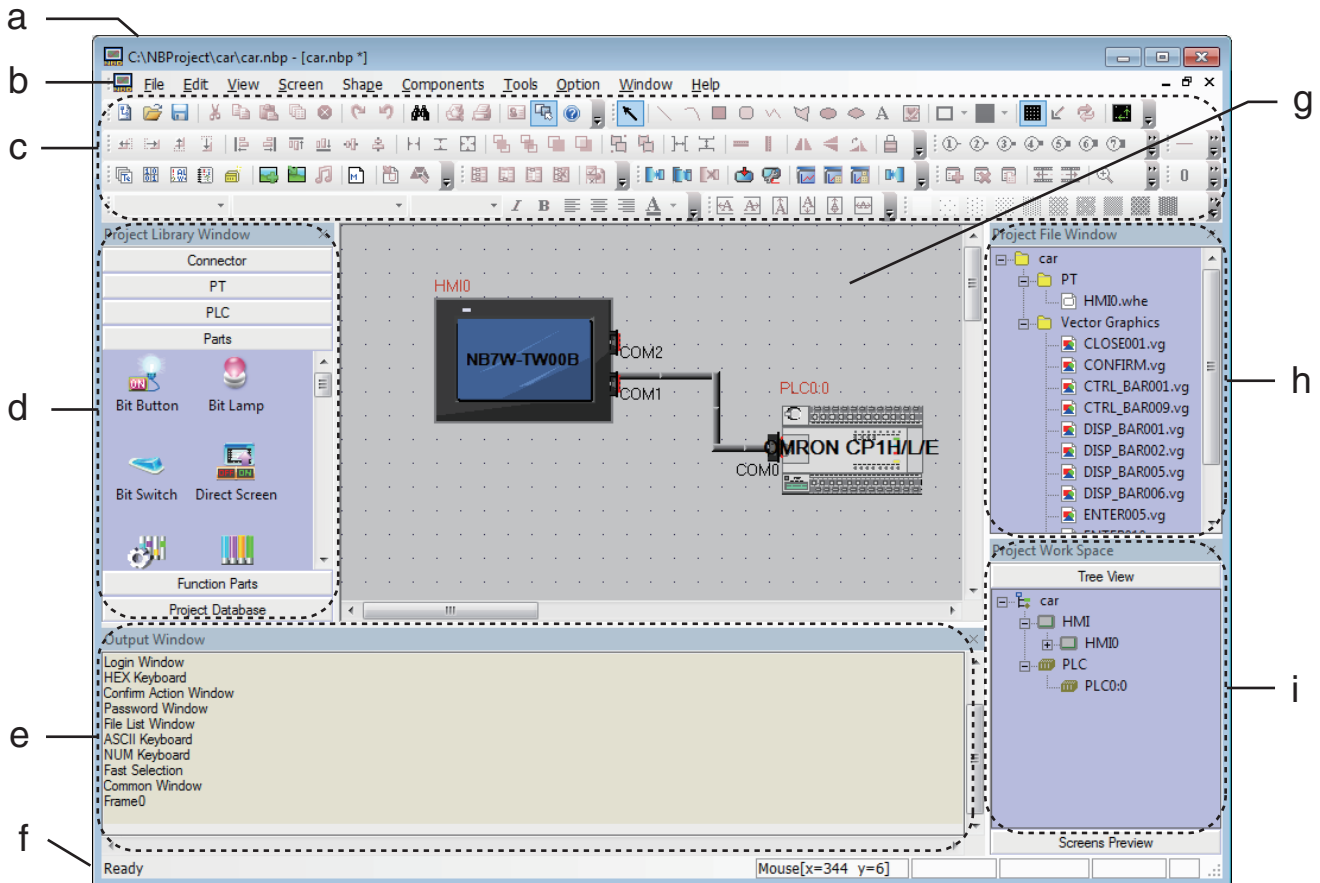 a
C:\NBProject\car\car.nbp - [car.nbp *]
b
File Edit View Screen Shape Components Tools Option Window Help
c
g
Project Library Window
Connector
PT
PLC
Parts
Bit Button Bit Lamp
Bit Switch Direct Screen
Function Parts
Project Database
d
HMI0
NB7W-TW00B
COM2
COM1
PLC0:0
OMRON CP1H/L/E
COM0
Project File Window
car
PT
HMI0.whe
Vector Graphics
CLOSE001.vg
CONFIRM.vg
CTRL_BAR001.vg
CTRL_BAR009.vg
DISP_BAR001.vg
DISP_BAR002.vg
DISP_BAR005.vg
DISP_BAR006.vg
ENTER005.vg
h
Project Work Space
Tree View
car
HMI
HMI0
PLC
PLC0:0
Screens Preview
i
Output Window
Login Window
HEX Keyboard
Confirm Action Window
Password Window
File List Window
ASCII Keyboard
NUM Keyboard
Fast Selection
Common Window
Frame0
e
f
Ready
Mouse[x=344 y=6]